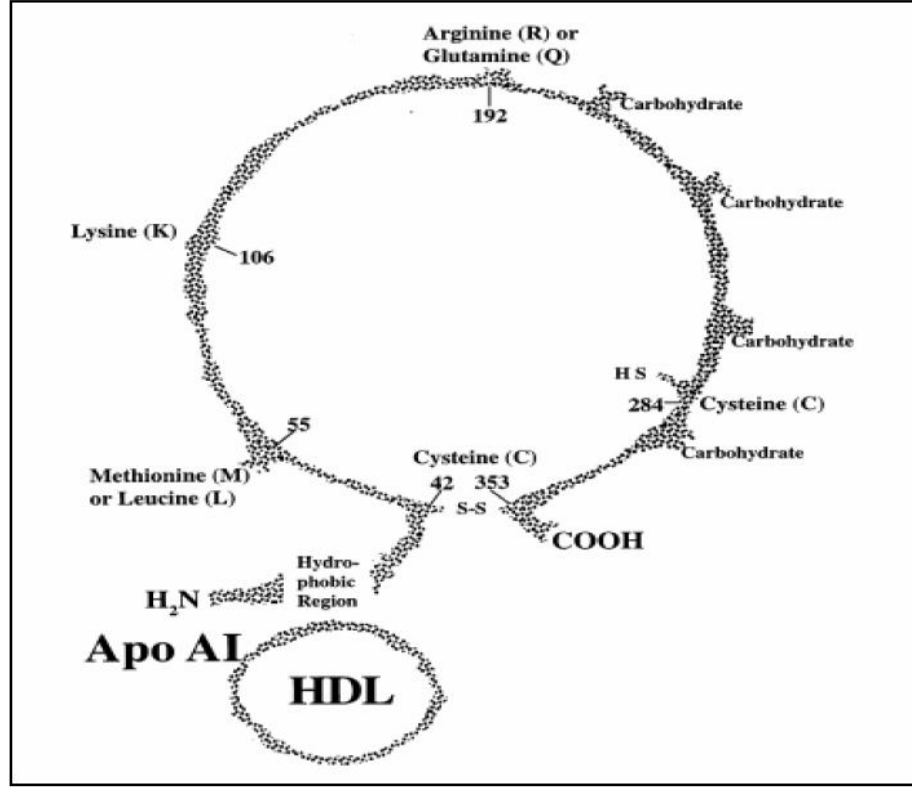 Arginine (R) or
Glutamine (Q)
192
Carbohydrate
Carbohydrate
Lysine (K)
106
Carbohydrate
H S
284
Cysteine (C)
55
Carbohydrate
Methionine (M)
or Leucine (L)
Cysteine (C)
42 353
S-S
COOH
Hydro-
phobic
Region
H₂N
Apo AI
HDL